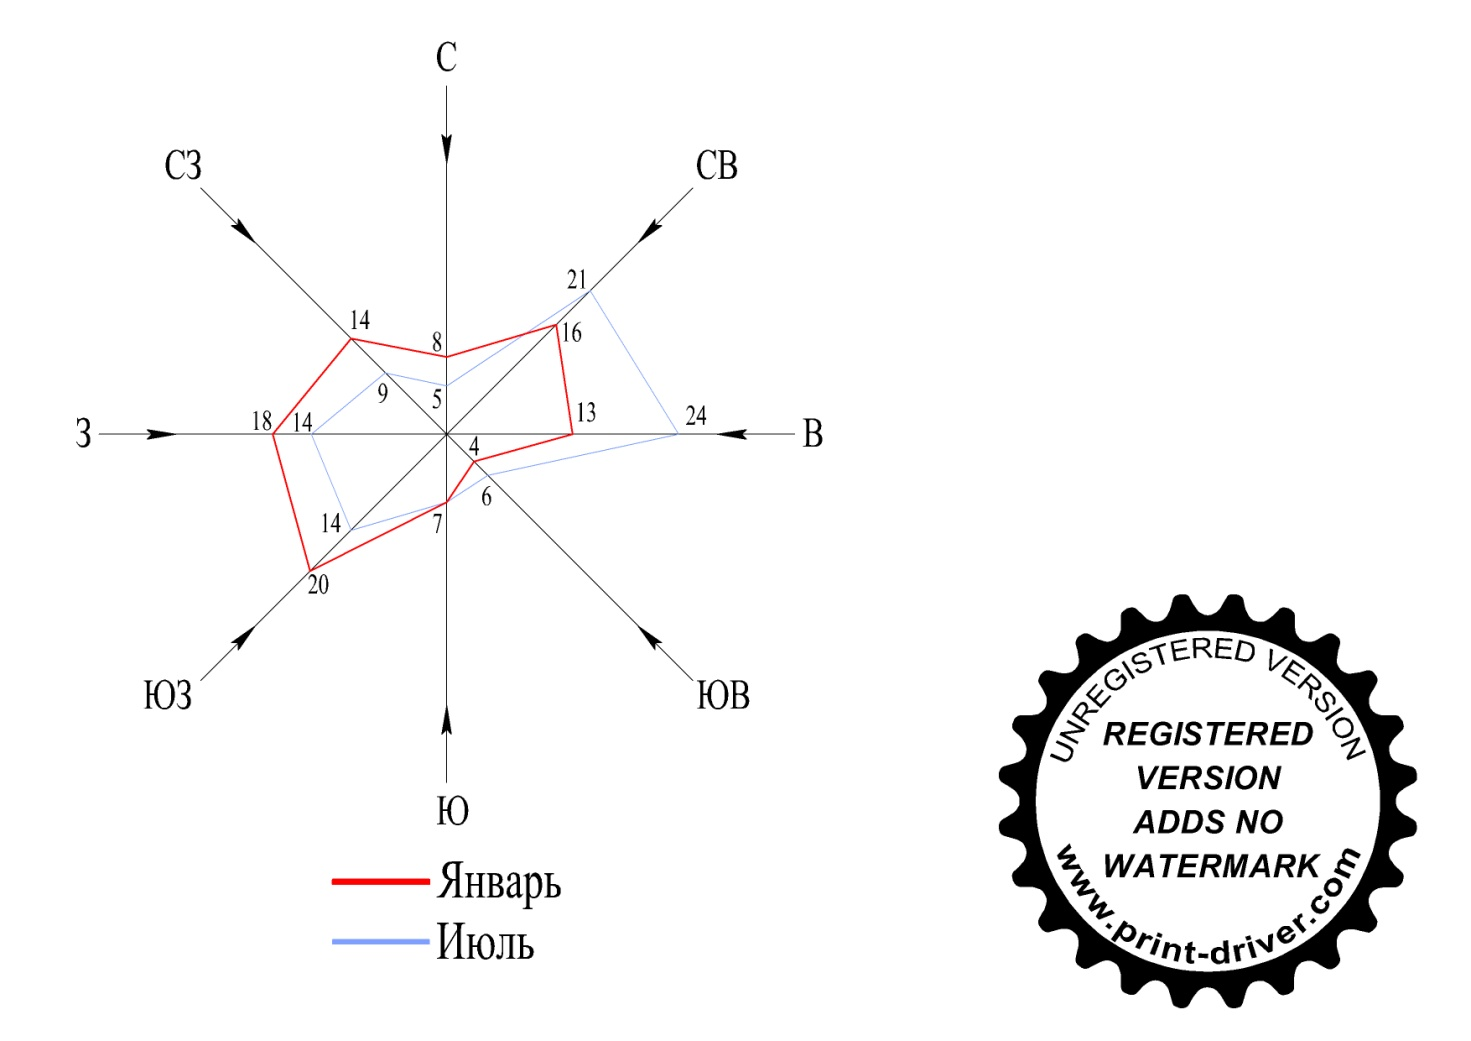 С
СЗ
СВ
21
14
16
8
9
5
18
14
13
24
З
В
4
6
14
7
20
ЮЗ
ЮВ
Ю
Январь
Июль
UNREGISTERED VERSION
REGISTERED
VERSION
ADDS NO
WATERMARK
www.print-driver.com